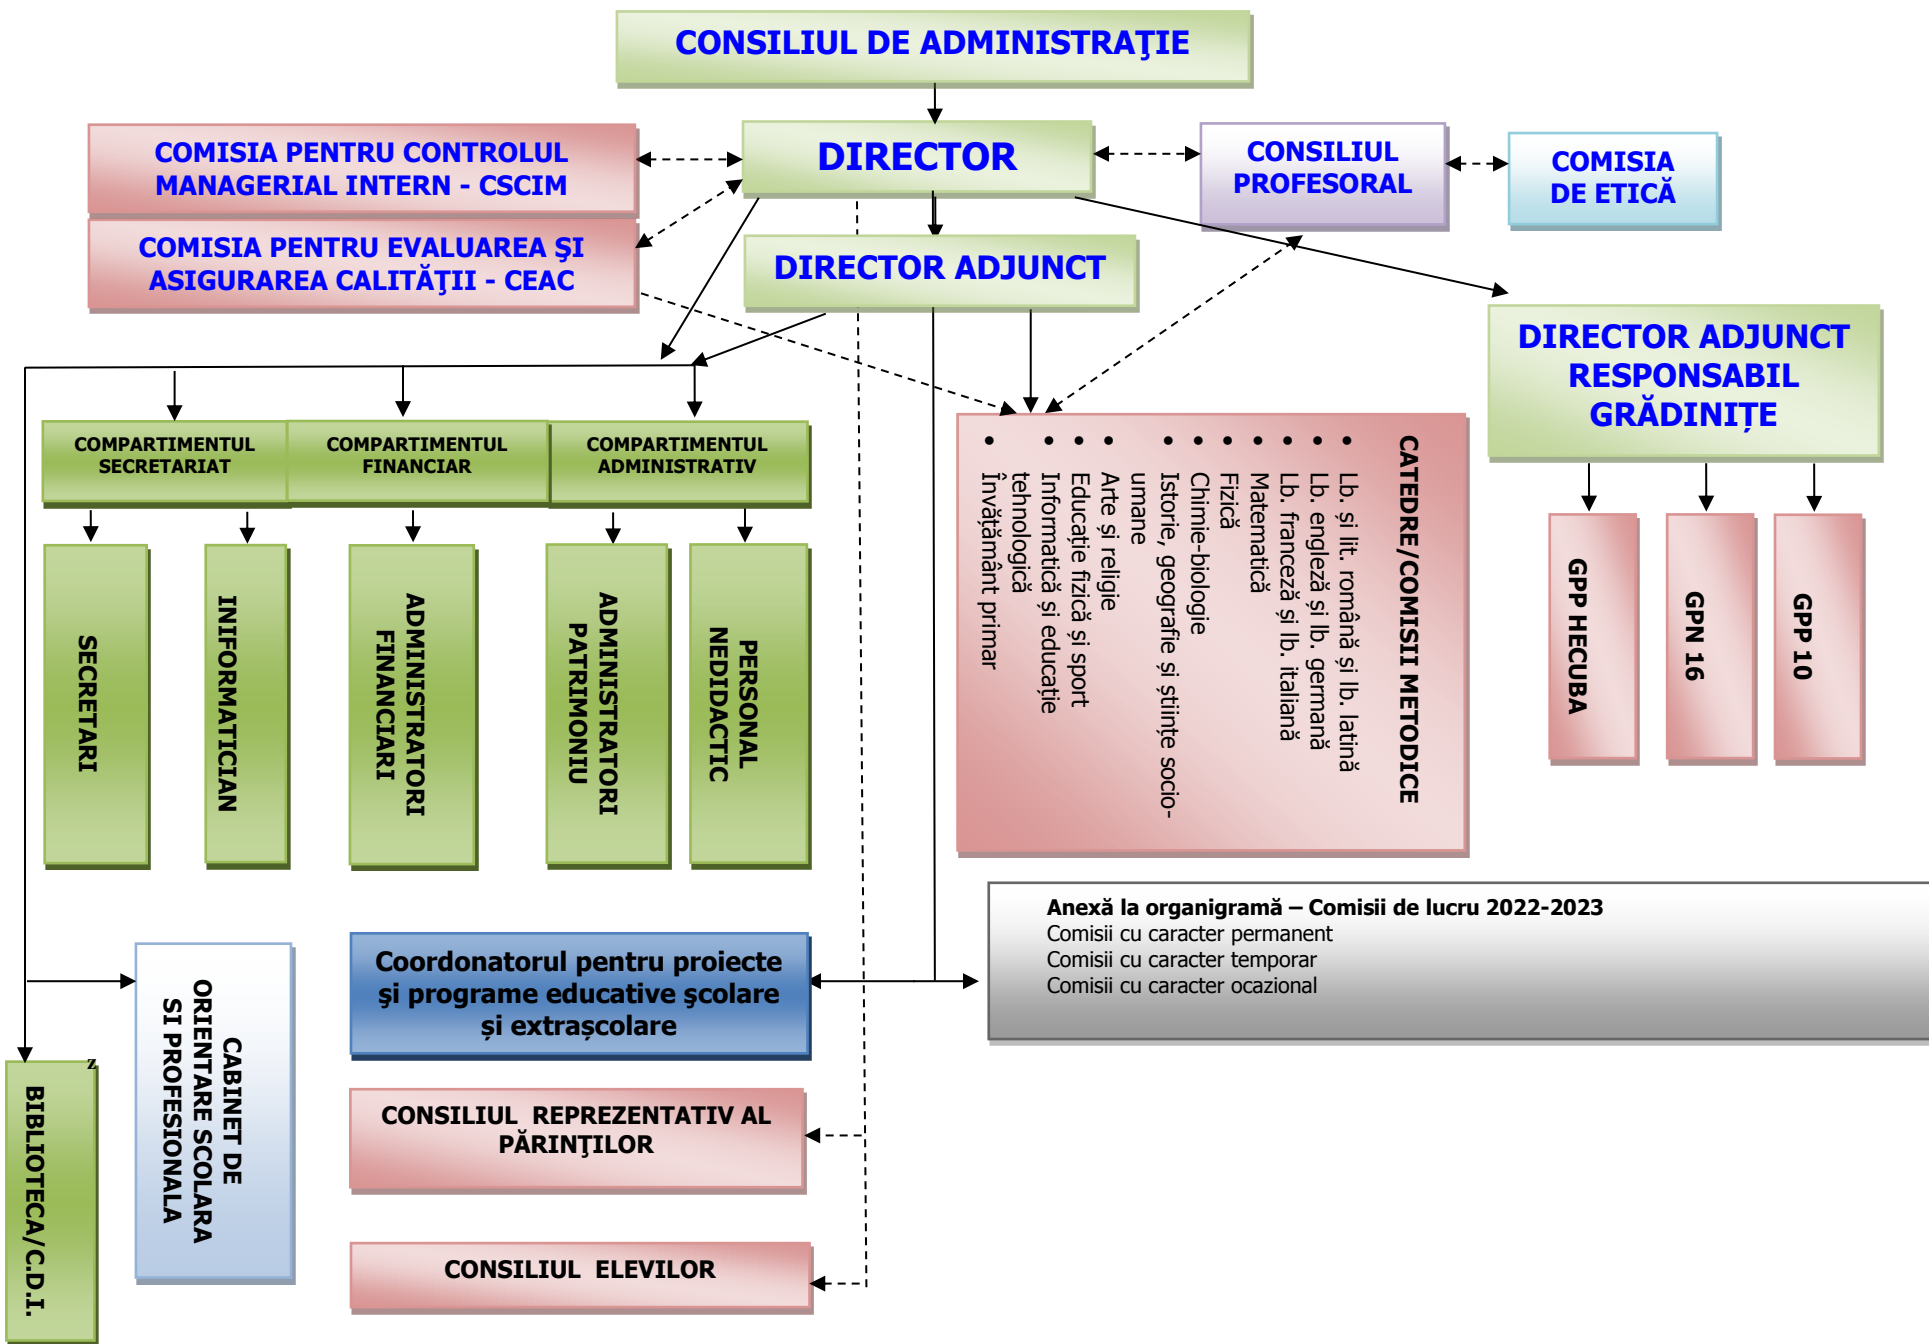 CONSILIUL DE ADMINISTRAŢIE
COMISIA PENTRU CONTROLUL
MANAGERIAL INTERN - CSCIM
DIRECTOR
CONSILIUL
PROFESORAL
COMISIA
DE ETICĂ
COMISIA PENTRU EVALUAREA ŞI
ASIGURAREA CALITĂŢII - CEAC
DIRECTOR ADJUNCT
DIRECTOR ADJUNCT
RESPONSABIL
GRĂDINIȚE
COMPARTIMENTUL
SECRETARIAT
COMPARTIMENTUL
FINANCIAR
COMPARTIMENTUL
ADMINISTRATIV
SECRETARI
INIFORMATICIAN
ADMINISTRATORI
FINANCIARI
ADMINISTRATORI
PATRIMONIU
PERSONAL
NEDIDACTIC
CATEDRE/COMISII METODICE
• Lb. și lit. română și lb. latină
• Lb. engleză și lb. germană
• Lb. franceză și lb. italiană
• Matematică
• Fizică
• Chimie-biologie
• Istorie, geografie și științe socio-
umane
• Arte și religie
• Educație fizică și sport
• Informatică și educație
tehnologică
• Învățământ primar
GPP HECUBA
GPN 16
GPP 10
Anexă la organigramă – Comisii de lucru 2022-2023
Comisii cu caracter permanent
Comisii cu caracter temporar
Comisii cu caracter ocazional
Coordonatorul pentru proiecte
şi programe educative şcolare
și extrașcolare
CABINET DE
ORIENTARE SCOLARA
SI PROFESIONALA
z
BIBLIOTECA/C.D.I.
CONSILIUL REPREZENTATIV AL
PĂRINŢILOR
CONSILIUL ELEVILOR